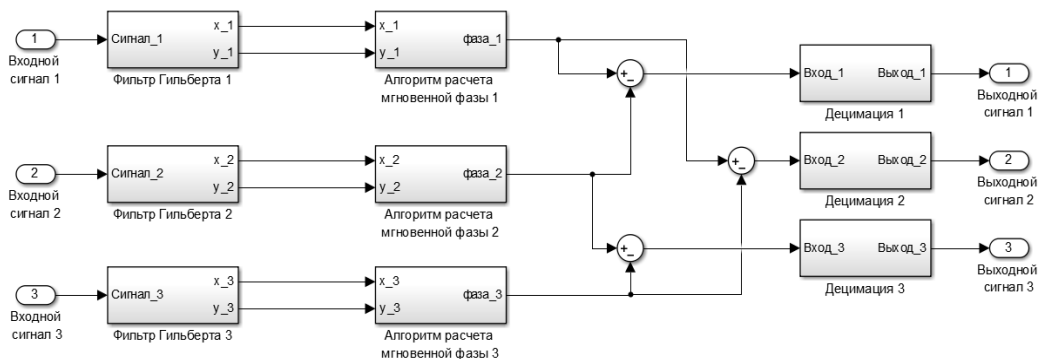 1
Входной
сигнал 1
Сигнал_1
x_1
y_1
Фильтр Гильберта 1
x_1
y_1
фаза_1
Алгоритм расчета
мгновенной фазы 1
+
−
Вход_1
Выход_1
Децимация 1
1
Выходной
сигнал 1
2
Входной
сигнал 2
Сигнал_2
x_2
y_2
Фильтр Гильберта 2
x_2
y_2
фаза_2
Алгоритм расчета
мгновенной фазы 2
+
−
Вход_2
Выход_2
Децимация 2
2
Выходной
сигнал 2
3
Входной
сигнал 3
Сигнал_3
x_3
y_3
Фильтр Гильберта 3
x_3
y_3
фаза_3
Алгоритм расчета
мгновенной фазы 3
+
−
Вход_3
Выход_3
Децимация 3
3
Выходной
сигнал 3